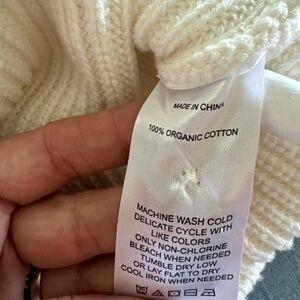 MADE IN CHINA
100% ORGANIC COTTON
MACHINE WASH COLD
DELICATE CYCLE WITH
LIKE COLORS
ONLY NON-CHLORINE
BLEACH WHEN NEEDED
TUMBLE DRY LOW
OR LAY FLAT TO DRY
COOL IRON WHEN NEEDED